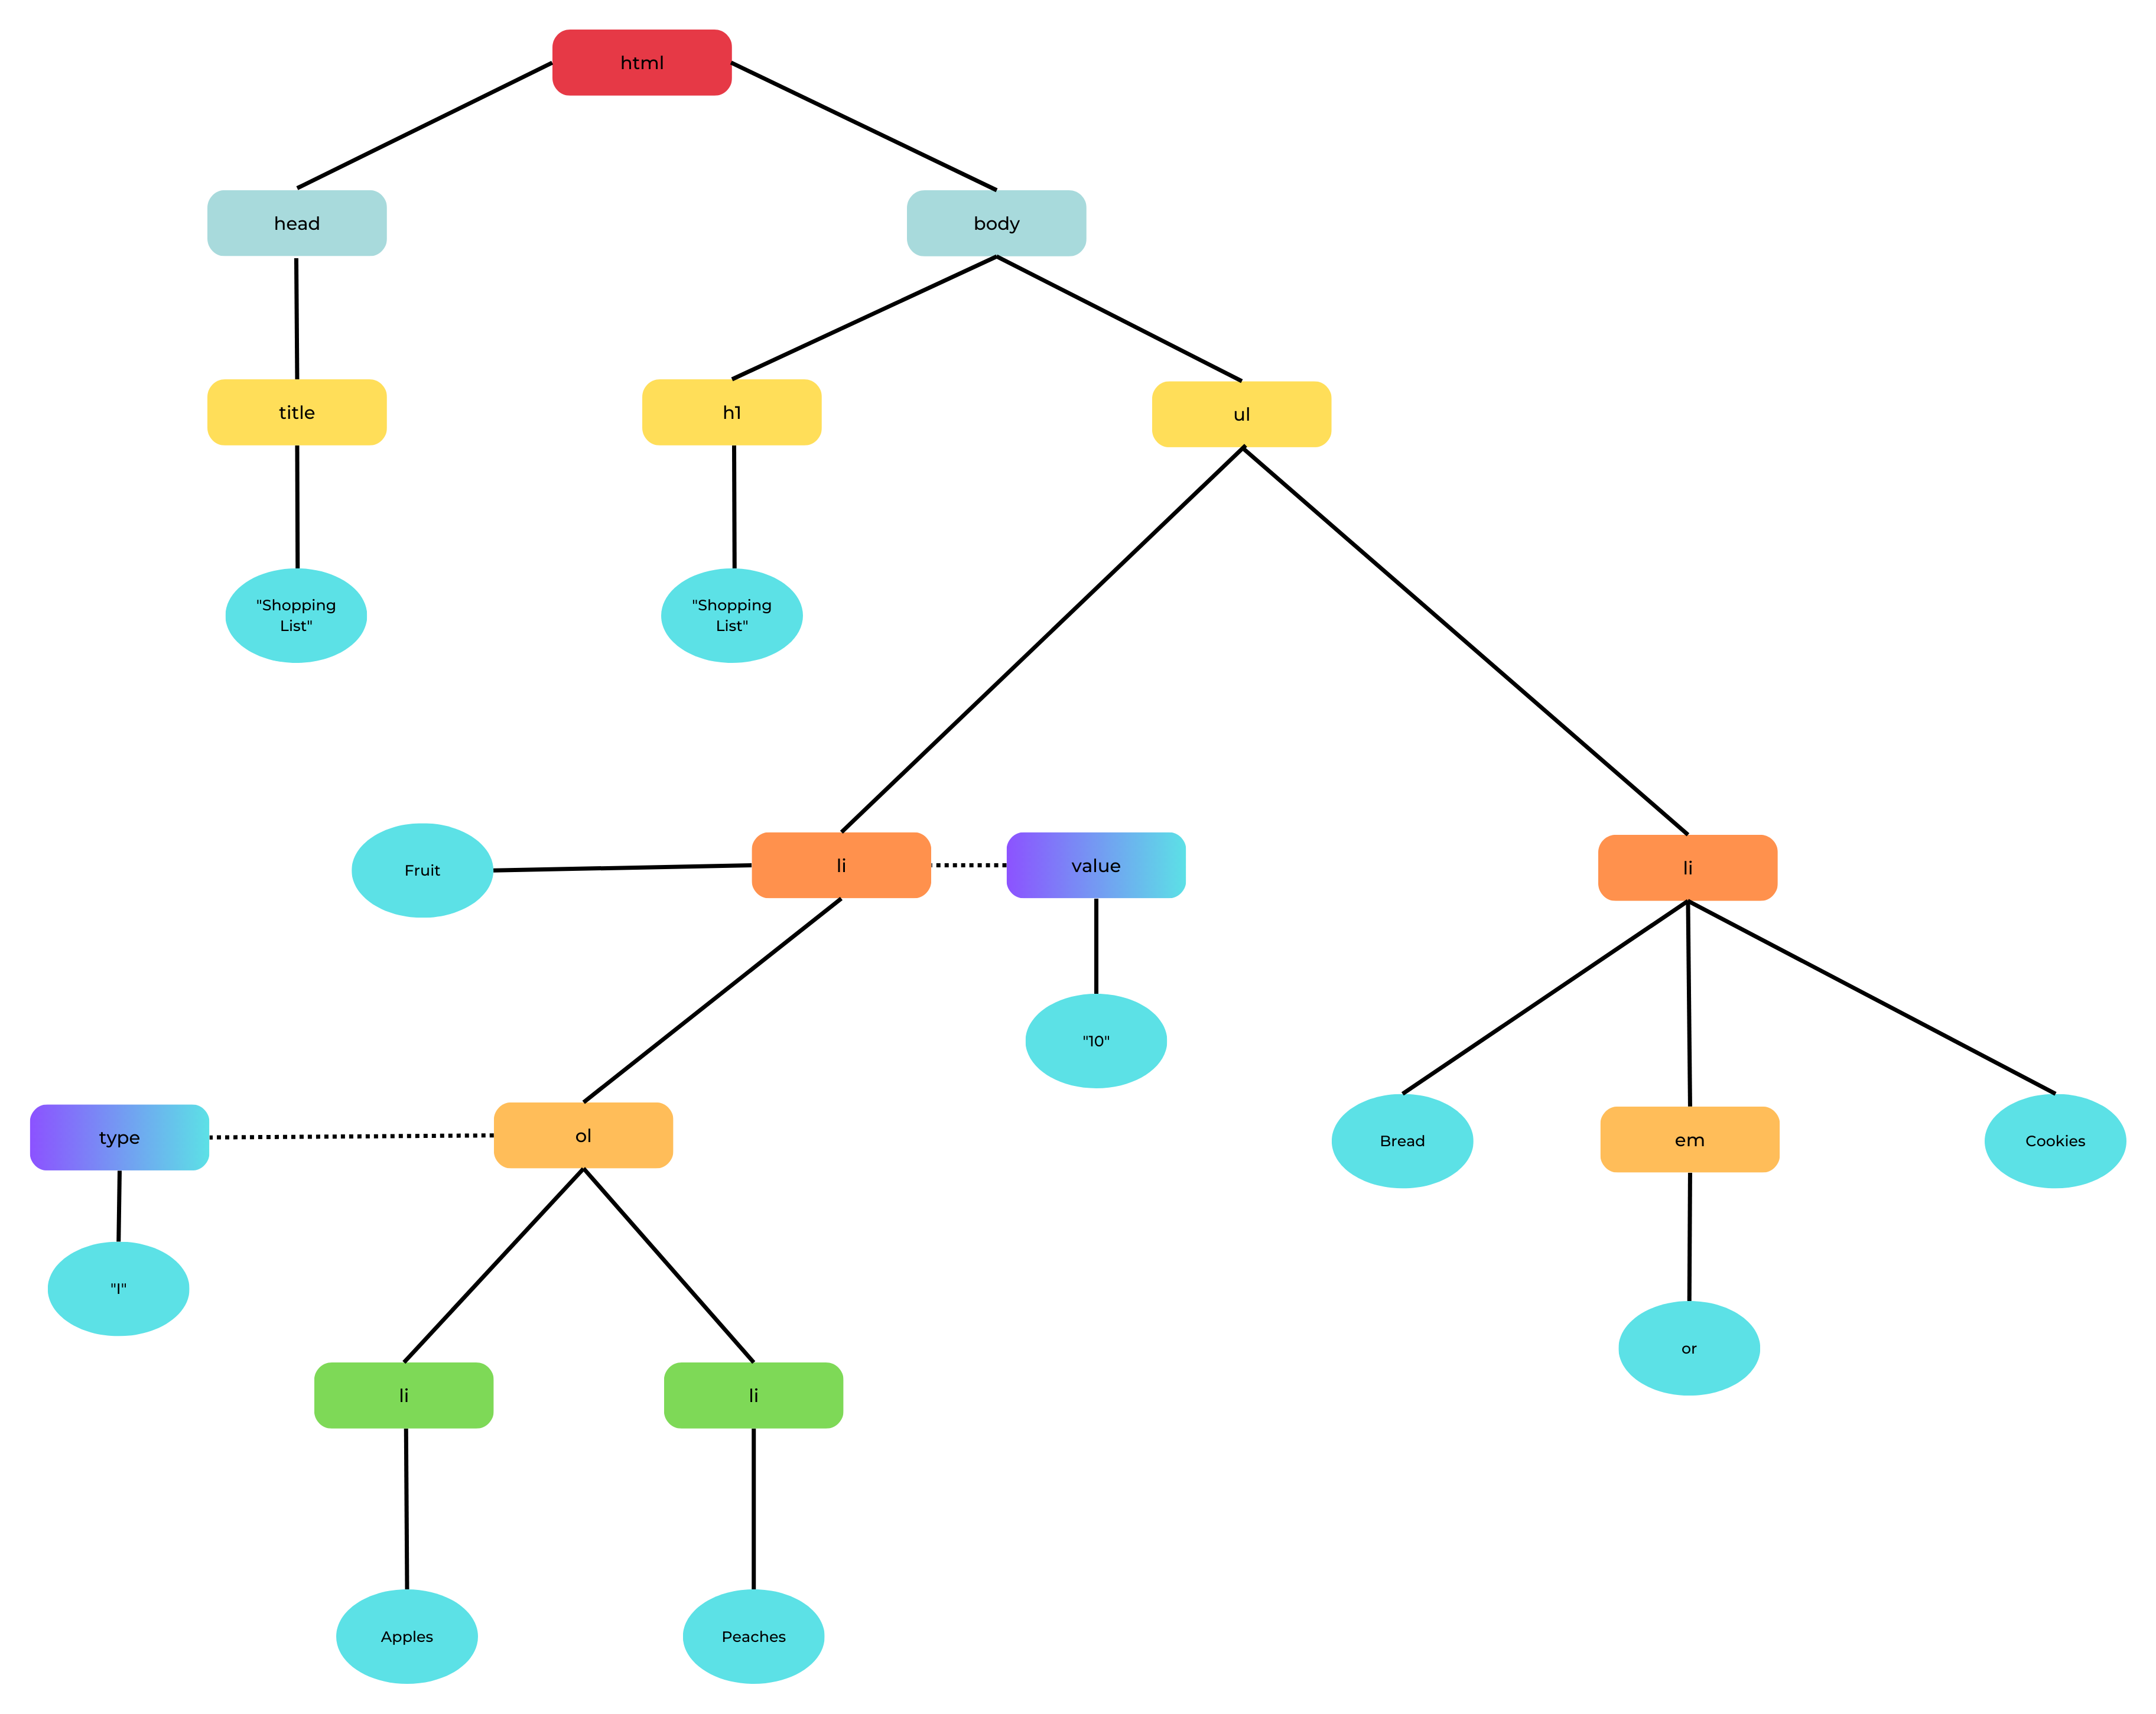 html
head
body
title
h1
ul
"Shopping
List"
"Shopping
List"
Fruit
li
value
li
"10"
type
ol
Bread
em
Cookies
"I"
or
li
li
Apples
Peaches